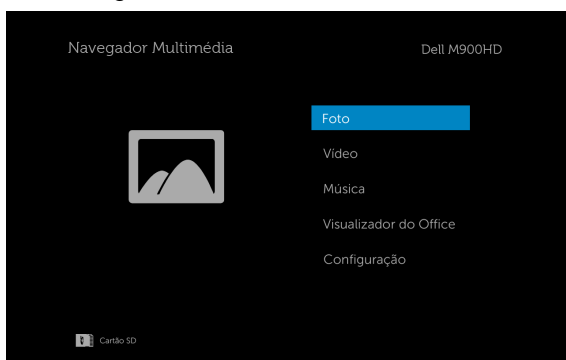 Navegador Multimédia
Dell M900HD
Foto
Vídeo
Música
Visualizador do Office
Configuração
Cartão SD